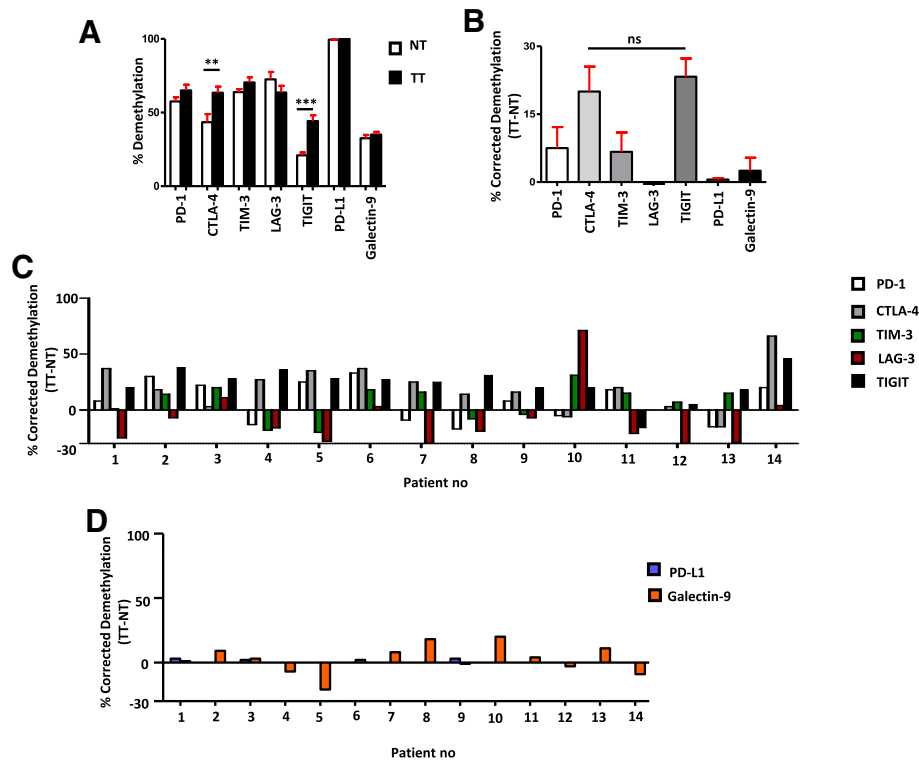 A
% Demethylation
100
50
0
**
***
NT
TT
PD-1
CTLA-4
TIM-3
LAG-3
TIGIT
PD-L1
Galectin-9
B
% Corrected Demethylation
(TT-NT)
30
15
0
ns
PD-1
CTLA-4
TIM-3
LAG-3
TIGIT
PD-L1
Galectin-9
C
% Corrected Demethylation
(TT-NT)
100
50
0
-30
1 2 3 4 5 6 7 8 9 10 11 12 13 14
Patient no
PD-1
CTLA-4
TIM-3
LAG-3
TIGIT
D
% Corrected Demethylation
(TT-NT)
100
50
0
-30
1 2 3 4 5 6 7 8 9 10 11 12 13 14
Patient no
PD-L1
Galectin-9